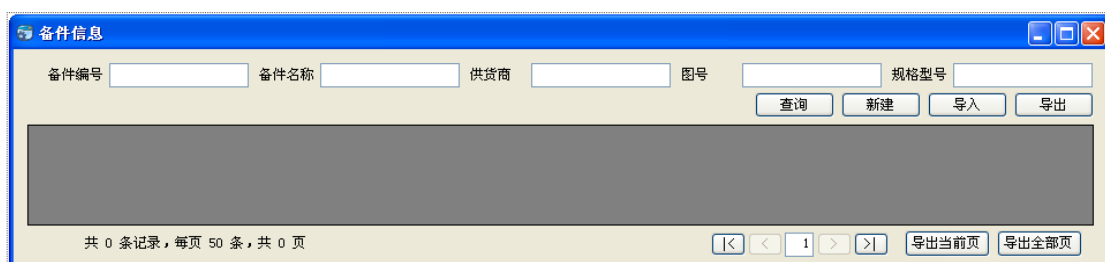 备件信息
备件编号 备件名称 供货商 图号 规格型号
查询 新建 导入 导出
共 0 条记录，每页 50 条，共 0 页 |< < 1 > >| 导出当前页 导出全部页